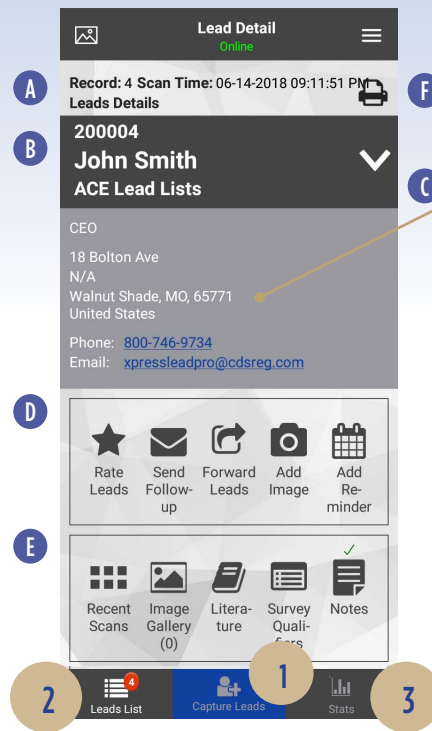 Lead Detail
Online
A
Record: 4 Scan Time: 06-14-2018 09:11:51 PM
F
Leads Details
B
200004
John Smith
ACE Lead Lists
C
CEO
18 Bolton Ave
N/A
Walnut Shade, MO, 65771
United States
Phone: 800-746-9734
Email: xpressleadpro@cdsreg.com
D
Rate Leads
Send Follow-up
Forward Leads
Add Image
Add Re-minder
E
Recent Scans
Image Gallery (0)
Litera-ture
Survey Quali-fiers
Notes
1
2
4
Leads List
Capture Leads
Stats
3